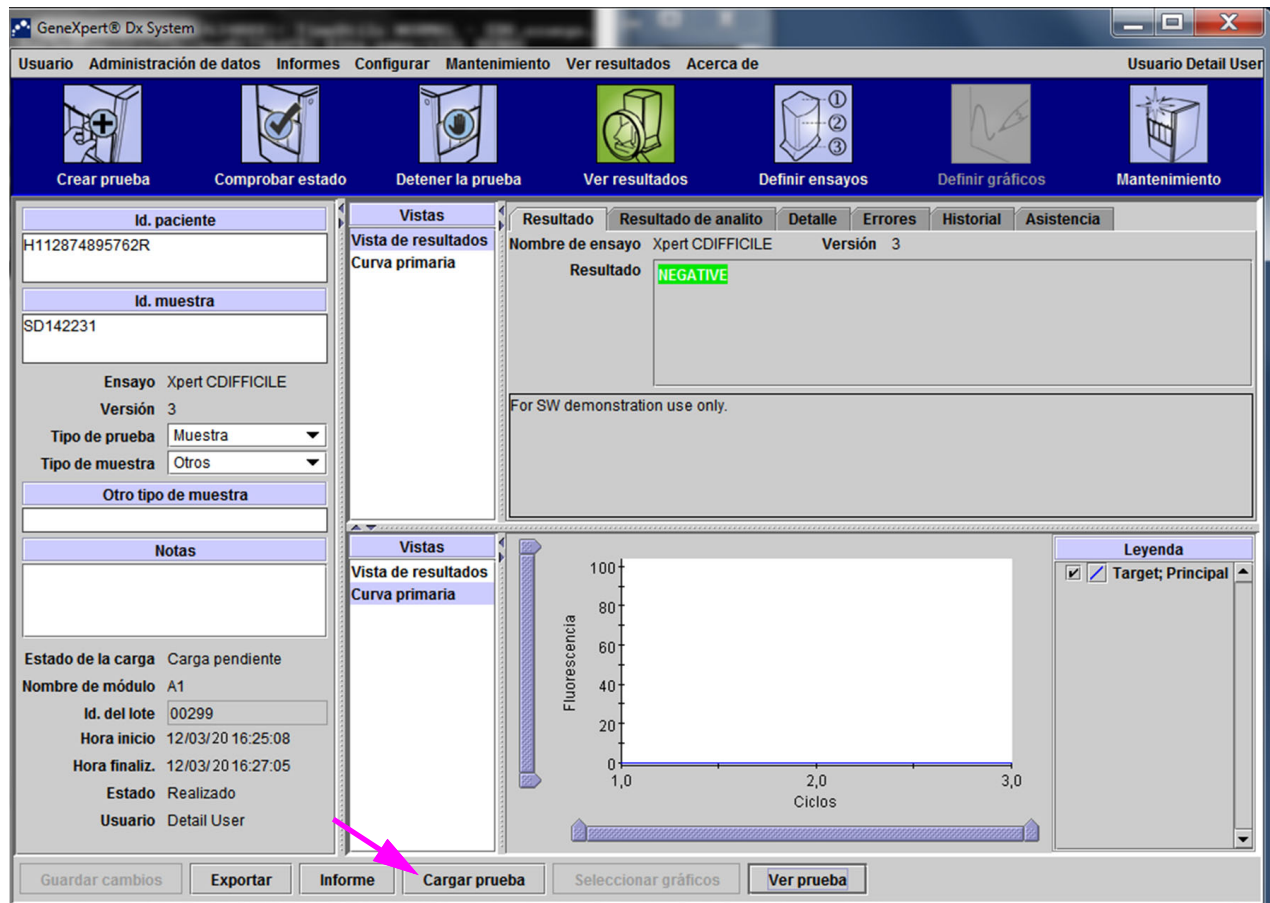 GeneXpert® Dx System
Usuario Administración de datos Informes Configurar Mantenimiento Ver resultados Acerca de Usuario Detail User
Crear prueba Comprobar estado Detener la prueba Ver resultados Definir ensayos Definir gráficos Mantenimiento
1
2
3
Id. paciente
H112874895762R
Id. muestra
SD142231
Ensayo Xpert CDIFFICILE
Versión 3
Tipo de prueba Muestra
Tipo de muestra Otros
Otro tipo de muestra
Notas
Estado de la carga Carga pendiente
Nombre de módulo A1
Id. del lote 00299
Hora inicio 12/03/20 16:25:08
Hora finaliz. 12/03/20 16:27:05
Estado Realizado
Usuario Detail User
Vistas
Vista de resultados
Curva primaria
Resultado Resultado de analito Detalle Errores Historial Asistencia
Nombre de ensayo Xpert CDIFFICILE Versión 3
Resultado NEGATIVE
For SW demonstration use only.
Vistas
Vista de resultados
Curva primaria
Fluorescencia
100
80
60
40
20
0
1,0 2,0 3,0
Ciclos
Leyenda
Target; Principal
Guardar cambios Exportar Informe Cargar prueba Seleccionar gráficos Ver prueba